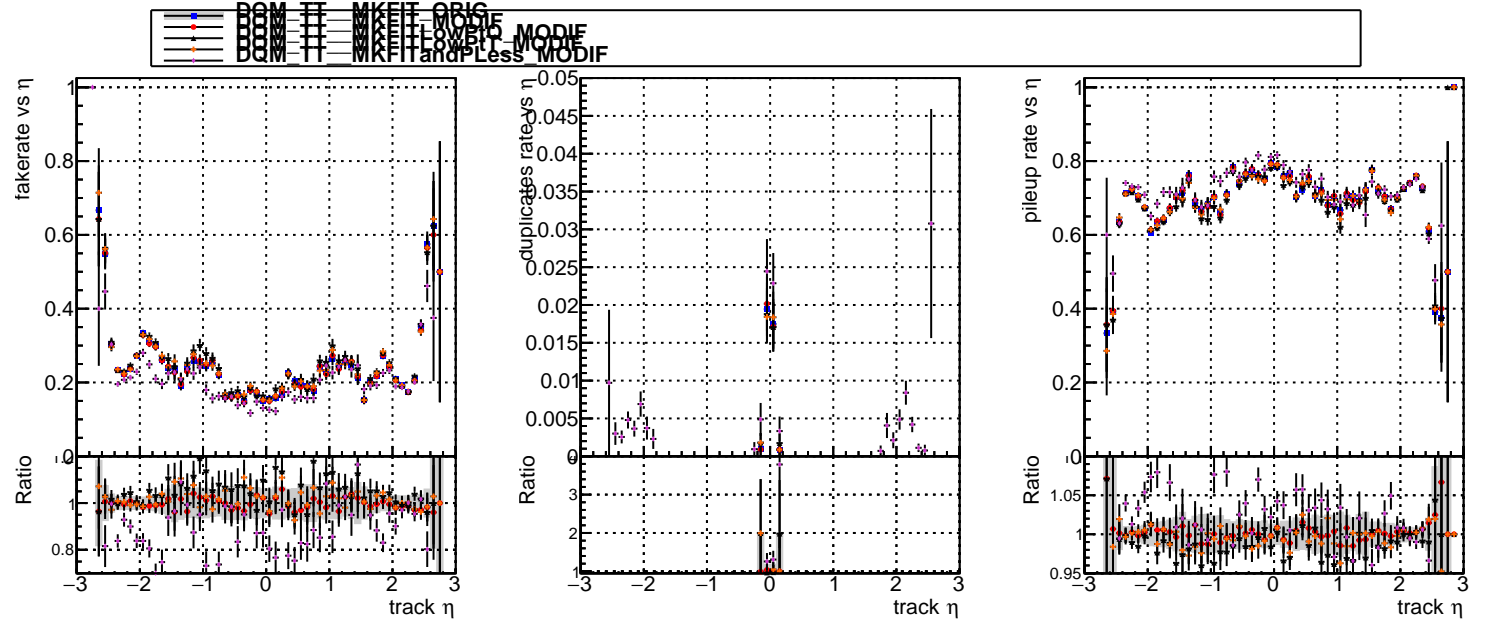 DQM_TT__MKFIT_ORIG
DQM_TT__MKFIT_MODIF
DQM_TT__MKFITLowPtQ_MODIF
DQM_TT__MKFITLowPtT_MODIF
DQM_TT__MKFITandPLess_MODIF
fakerate vs η
1
0.8
0.6
0.4
0.2
0
Ratio
1
0.8
−3 −2 −1 0 1 2 3
track η
duplicates rate vs η
0.05
0.045
0.04
0.035
0.03
0.025
0.02
0.015
0.01
0.005
0
Ratio
3
2
1
−3 −2 −1 0 1 2 3
track η
pileup rate vs η
1
0.8
0.6
0.4
0.2
Ratio
1.05
1
0.95
−3 −2 −1 0 1 2 3
track η